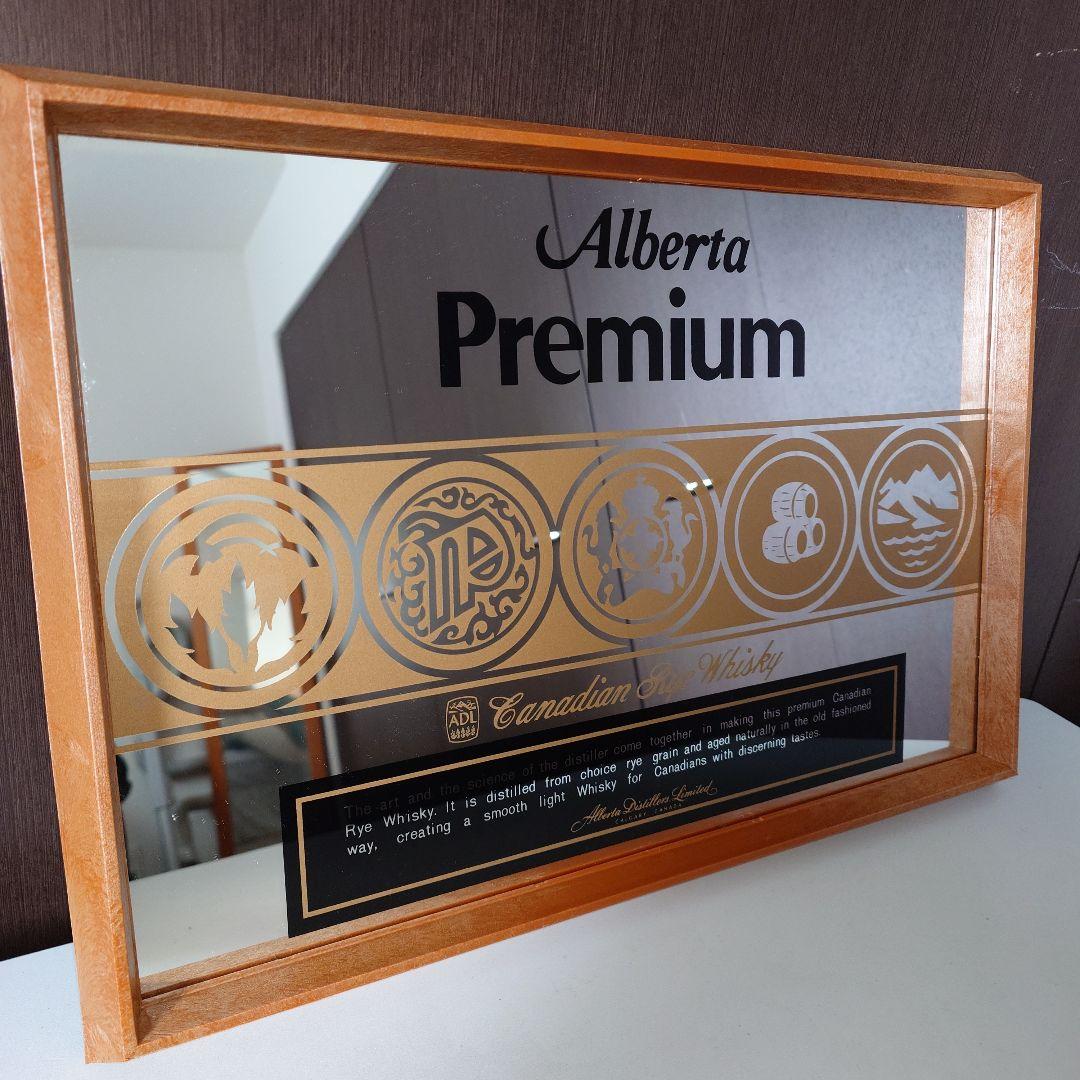 Alberta
Premium
ADL
Canadian Rye Whisky
The art and the science of the distiller come together in making this premium Canadian
Rye Whisky. It is distilled from choice rye grain and aged naturally in the old fashioned
way, creating a smooth light Whisky for Canadians with discerning tastes.
Alberta Distillers Limited
CALGARY CANADA